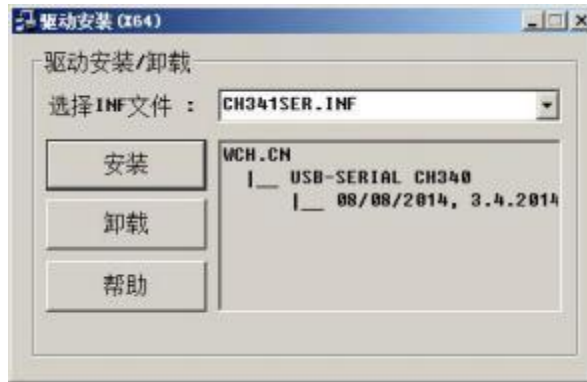 驱动安装(X64)
驱动安装/卸载
选择INF文件 :
CH341SER.INF
安装
卸载
帮助
WCH.CN
|__ USB-SERIAL CH340
|__ 08/08/2014, 3.4.2014